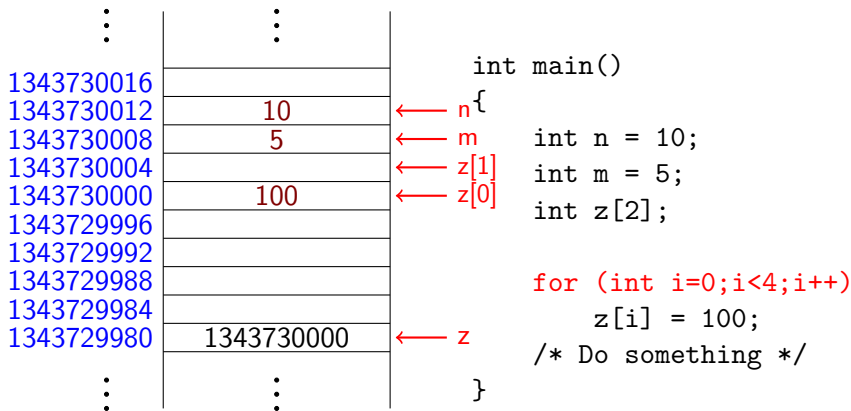 1343730016
1343730012 10 n
1343730008 5 m
1343730004 z[1]
1343730000 100 z[0]
1343729996
1343729992
1343729988
1343729984
1343729980 1343730000 z
int main()
{
int n = 10;
int m = 5;
int z[2];
for (int i=0;i<4;i++)
z[i] = 100;
/* Do something */
}